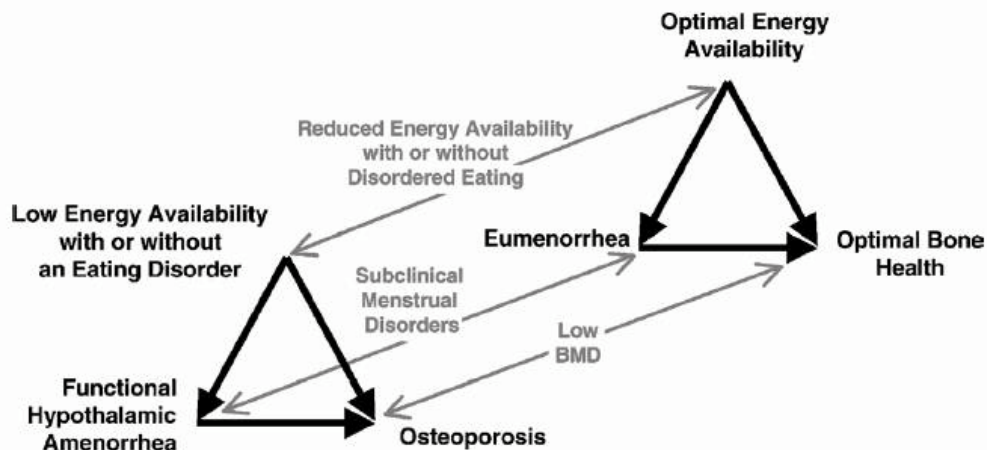 Optimal Energy
Availability
Reduced Energy Availability
with or without
Disordered Eating
Low Energy Availability
with or without
an Eating Disorder
Eumenorrhea
Optimal Bone
Health
Subclinical
Menstrual
Disorders
Low
BMD
Functional
Hypothalamic
Amenorrhea
Osteoporosis